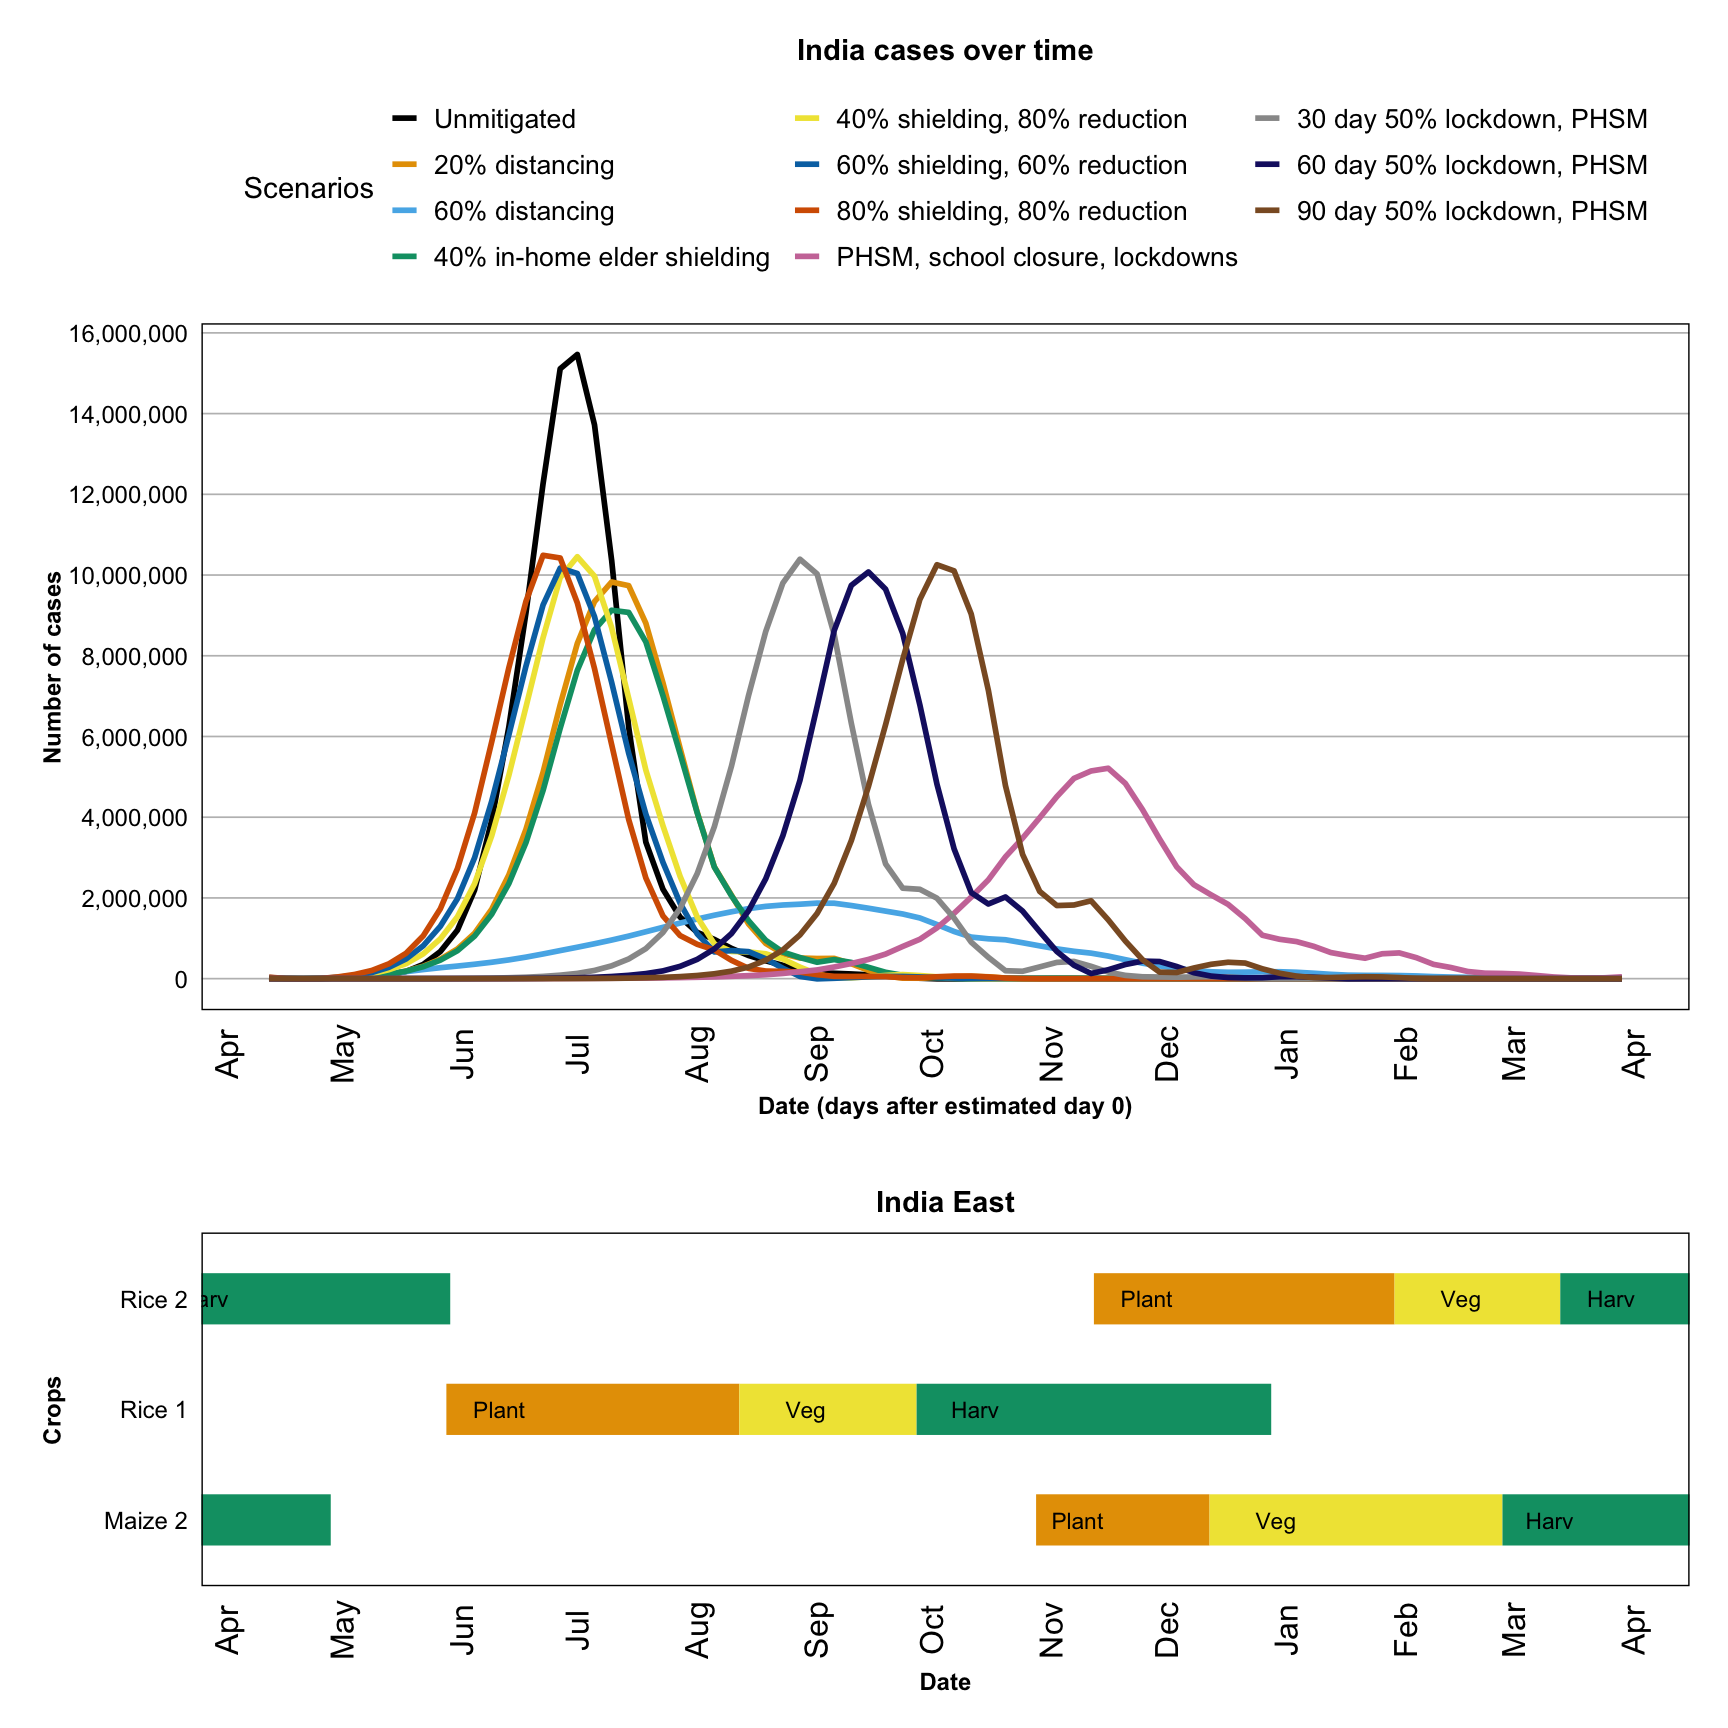 India cases over time
Scenarios
Unmitigated
20% distancing
60% distancing
40% in-home elder shielding
40% shielding, 80% reduction
60% shielding, 60% reduction
80% shielding, 80% reduction
PHSM, school closure, lockdowns
30 day 50% lockdown, PHSM
60 day 50% lockdown, PHSM
90 day 50% lockdown, PHSM
Number of cases
16,000,000
14,000,000
12,000,000
10,000,000
8,000,000
6,000,000
4,000,000
2,000,000
0
Apr May Jun Jul Aug Sep Oct Nov Dec Jan Feb Mar Apr
Date (days after estimated day 0)
India East
Crops
Rice 2 arv Plant Veg Harv
Rice 1 Plant Veg Harv
Maize 2 Plant Veg Harv
Apr May Jun Jul Aug Sep Oct Nov Dec Jan Feb Mar Apr
Date